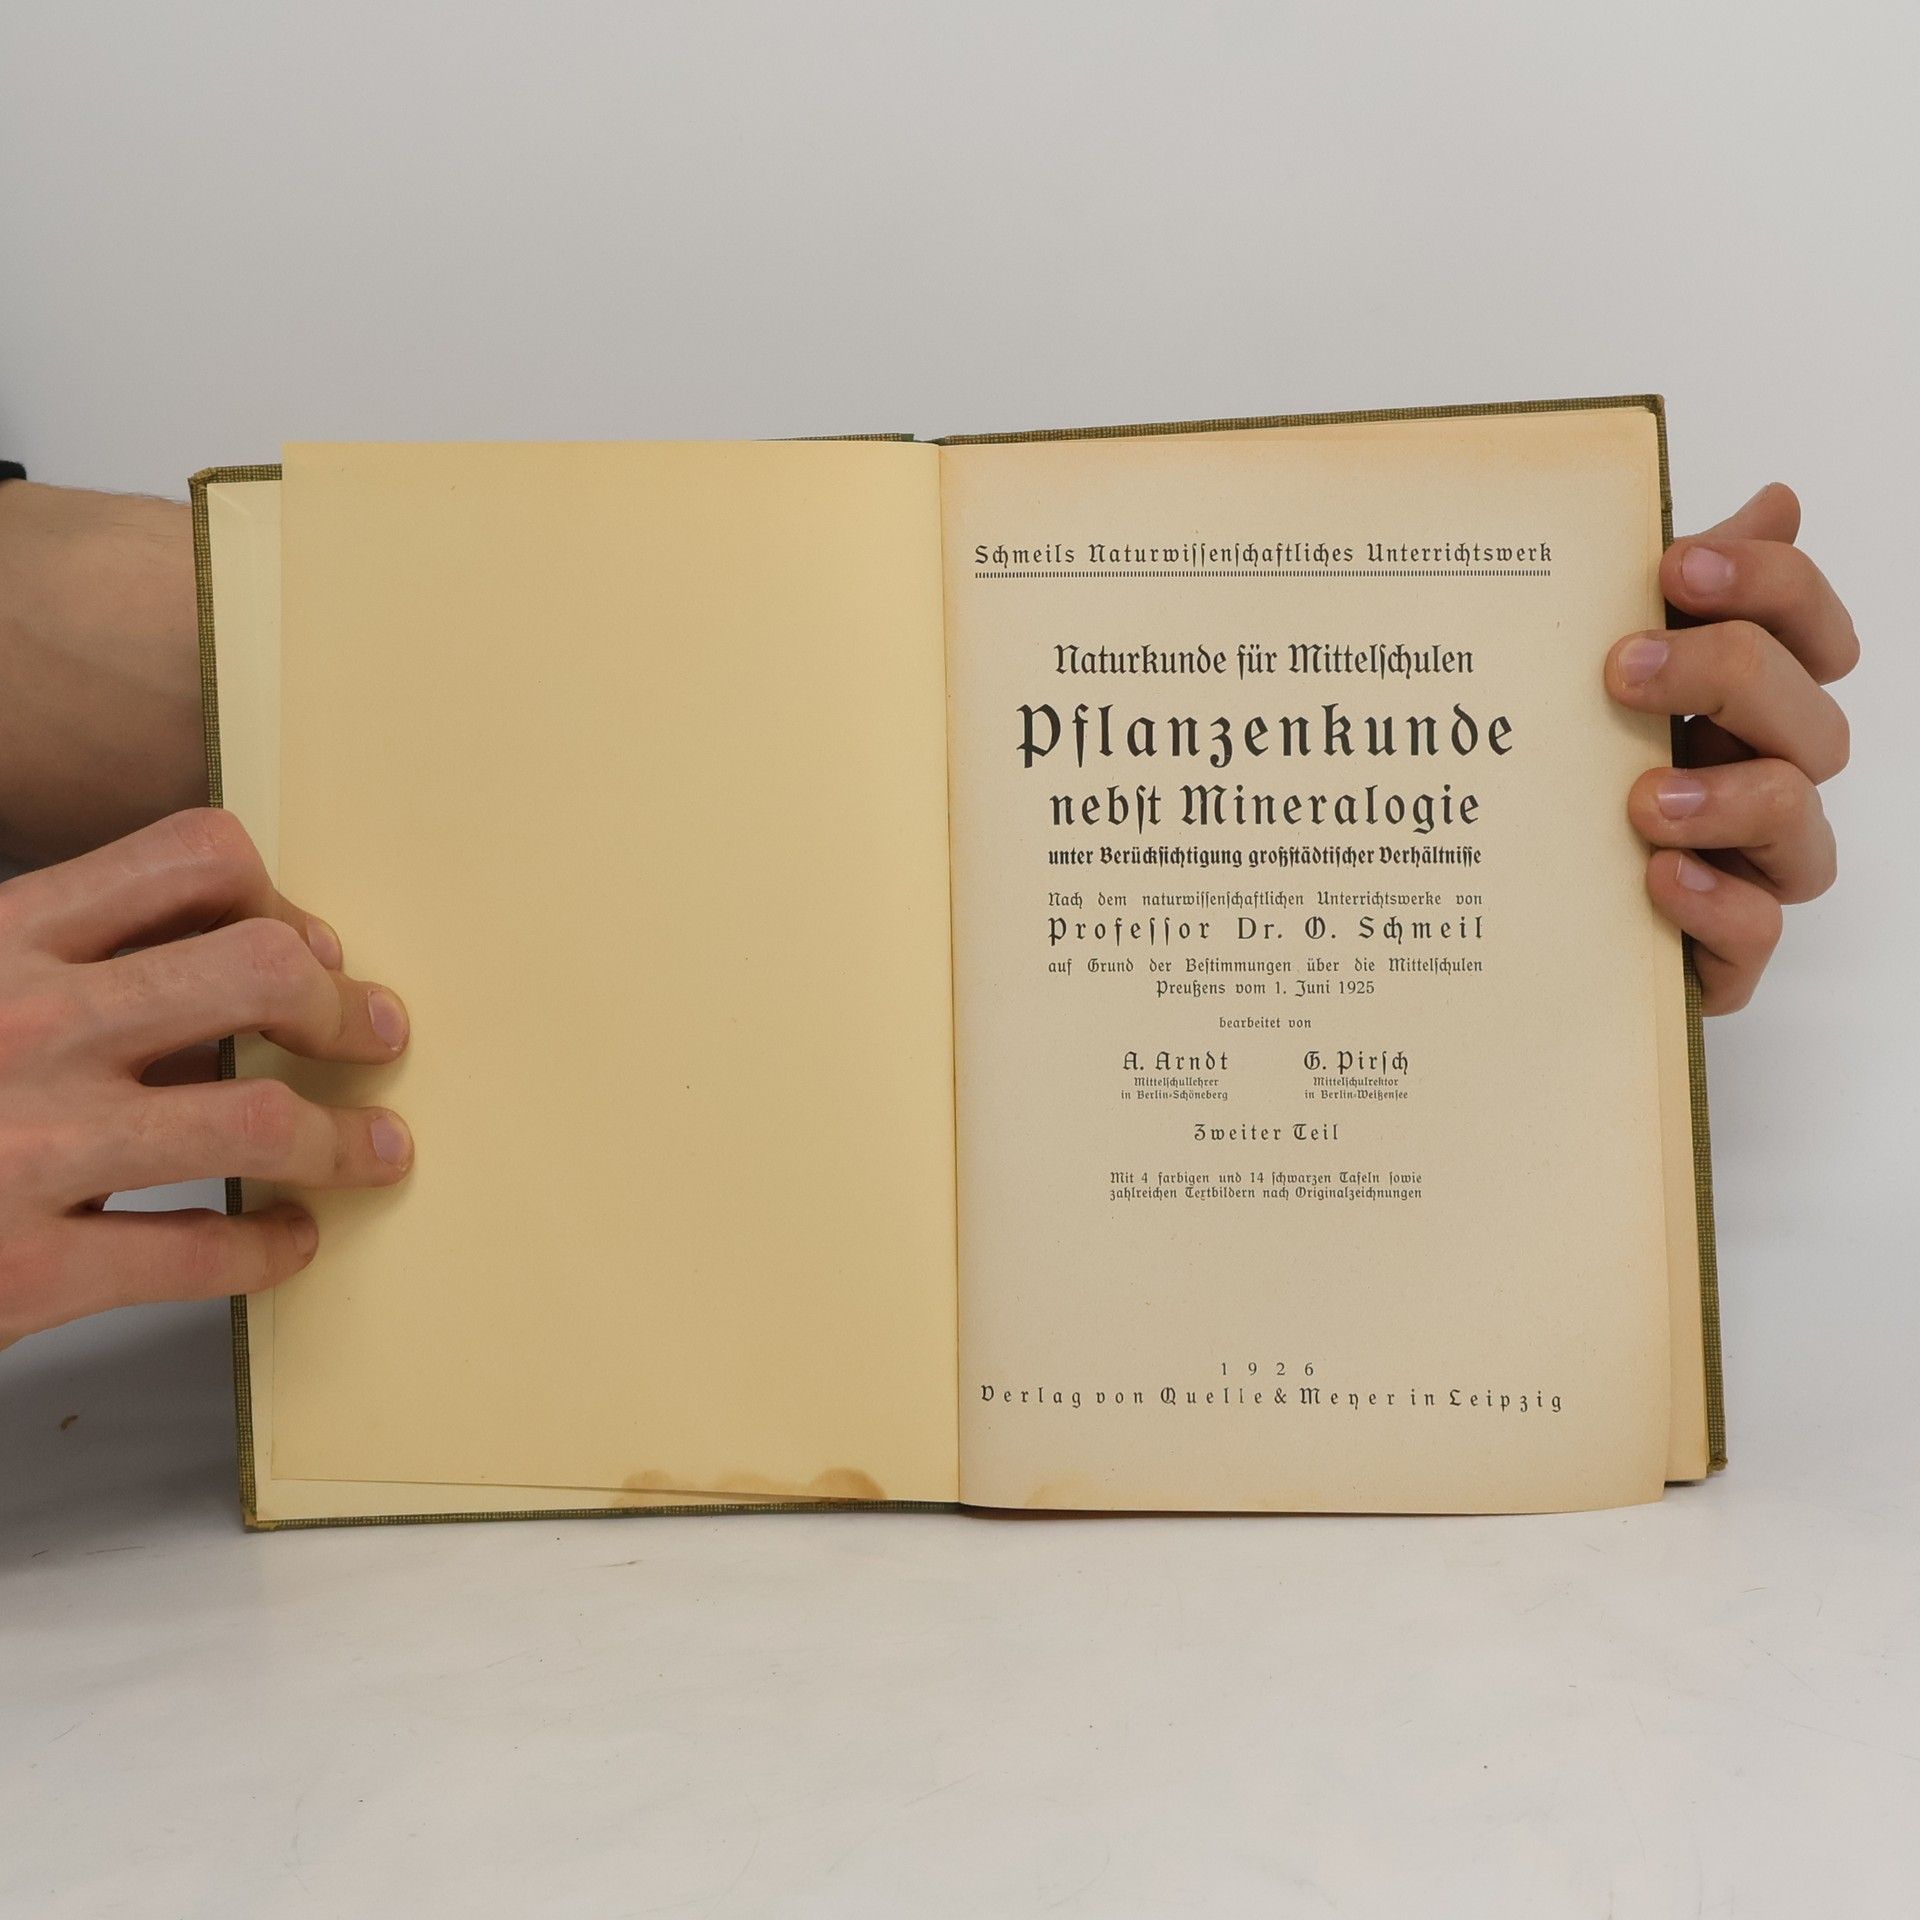 Schmeils Naturwissenschaftliches Unterrichtswerk
Naturkunde für Mittelschulen
Pflanzenkunde
nebst Mineralogie
unter Berücksichtigung großstädtischer Verhältnisse
Nach dem naturwissenschaftlichen Unterrichtswerke von
Professor Dr. O. Schmeil
auf Grund der Bestimmungen über die Mittelschulen
Preußens vom 1. Juni 1925
bearbeitet von
A. Arndt G. Pirsch
Mittelschullehrer Mittelschulrektor
in Berlin-Schöneberg in Berlin-Weißensee
Zweiter Teil
Mit 4 farbigen und 14 schwarzen Tafeln sowie
zahlreichen Textbildern nach Originalzeichnungen
1926
Verlag von Quelle & Meyer in Leipzig